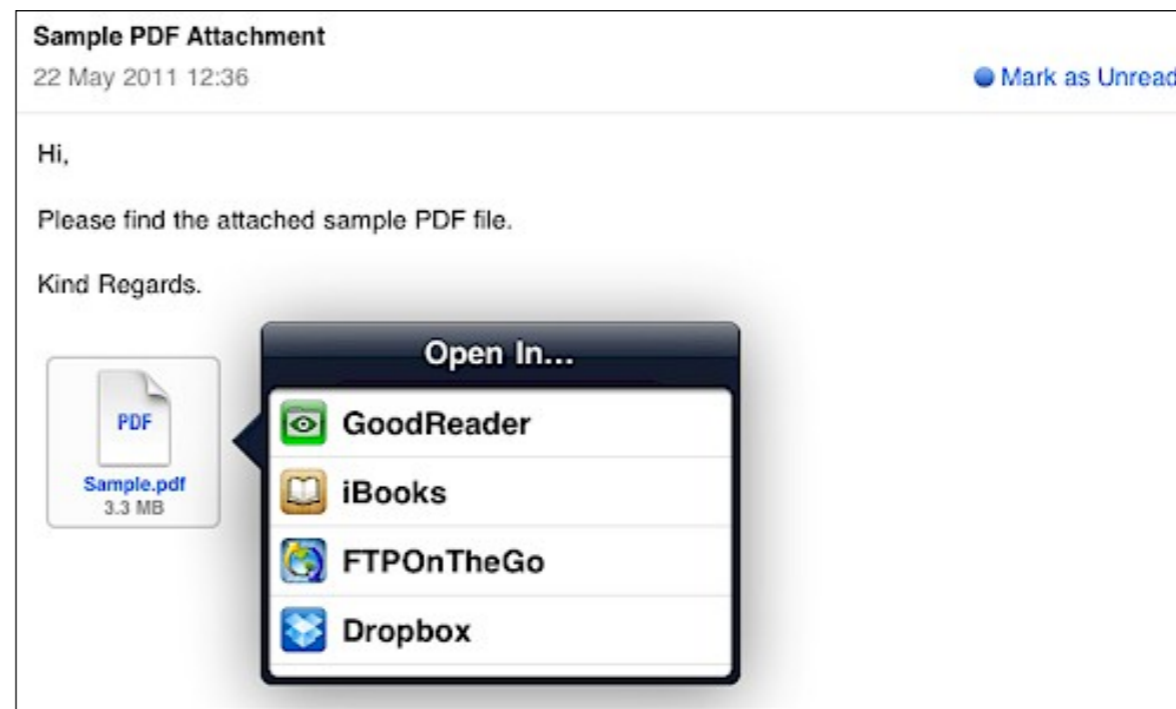 Sample PDF Attachment
22 May 2011 12:36
Mark as Unread
Hi,
Please find the attached sample PDF file.
Kind Regards.
Open In...
PDF
Sample.pdf
3.3 MB
GoodReader
iBooks
FTPOnTheGo
Dropbox